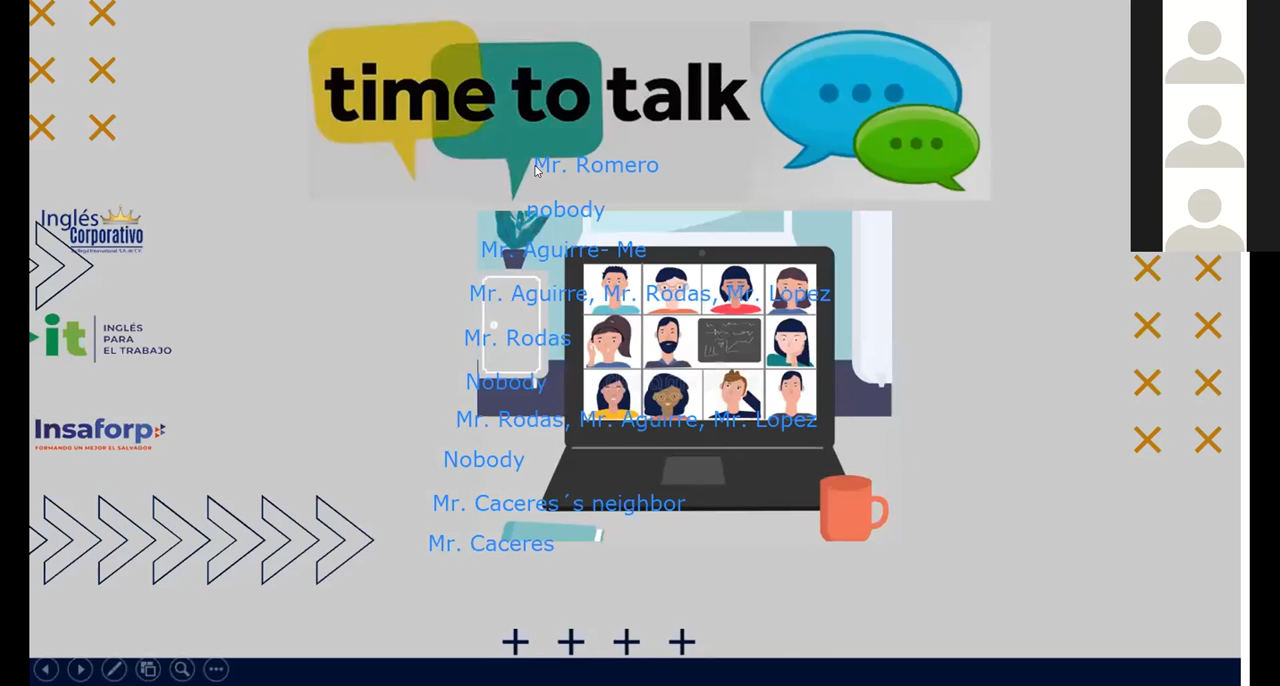 time to talk
Mr. Romero
nobody
Mr. Aguirre- Me
Mr. Aguirre, Mr. Rodas, Mr. Lopez
Mr. Rodas
Nobody
Mr. Rodas, Mr. Aguirre, Mr. Lopez
Nobody
Mr. Caceres´s neighbor
Mr. Caceres
Inglés
Corporativo
it
INGLÉS
PARA
EL TRABAJO
Insaforp
FORMANDO UN MEJOR EL SALVADOR